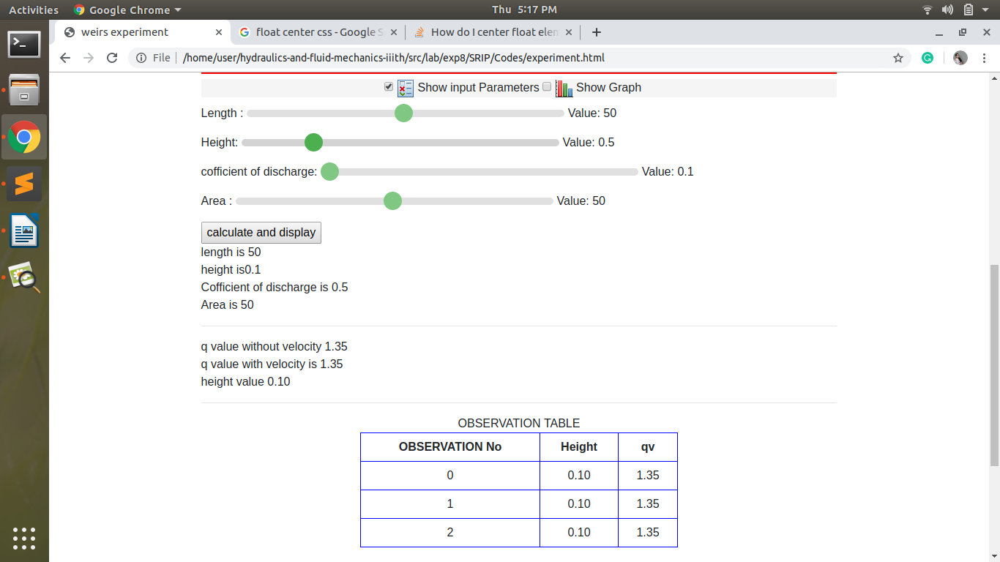 Activities Google Chrome Thu 5:17 PM
weirs experiment float center css - Google S How do I center float elem
File /home/user/hydraulics-and-fluid-mechanics-iiith/src/lab/exp8/SRIP/Codes/experiment.html
Show input Parameters Show Graph
Length : Value: 50
Height: Value: 0.5
cofficient of discharge: Value: 0.1
Area : Value: 50
calculate and display
length is 50
height is0.1
Cofficient of discharge is 0.5
Area is 50
q value without velocity 1.35
q value with velocity is 1.35
height value 0.10
OBSERVATION TABLE
OBSERVATION No Height qv
0 0.10 1.35
1 0.10 1.35
2 0.10 1.35